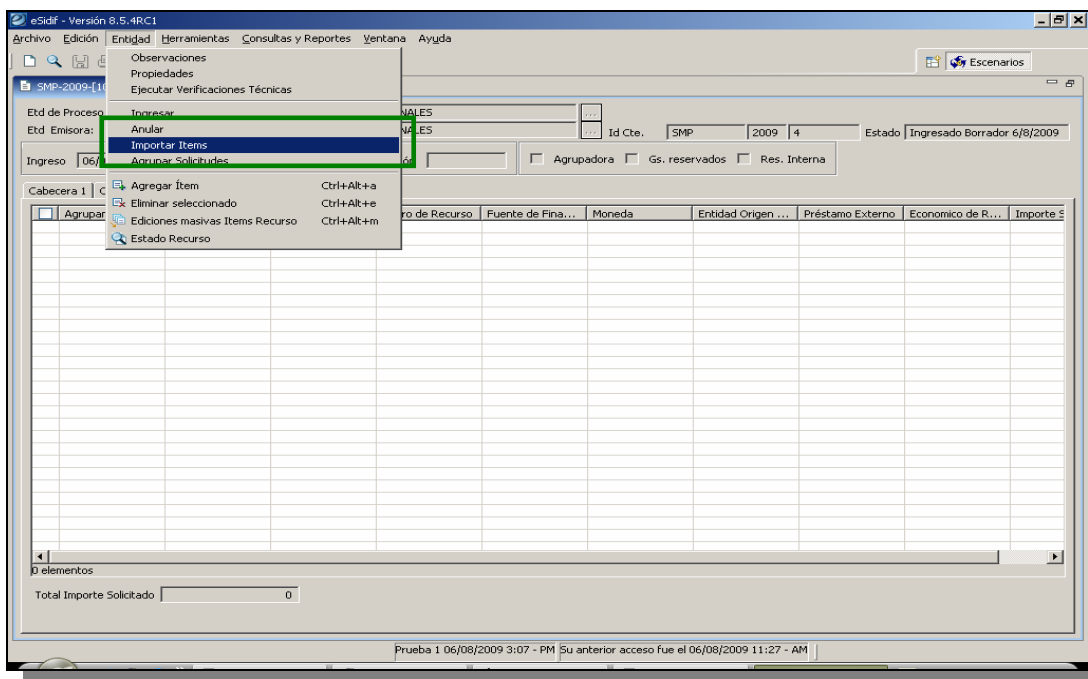 eSidif - Versión 8.5.4RC1
Archivo Edición Entidad Herramientas Consultas y Reportes Ventana Ayuda
Observaciones
Propiedades
Ejecutar Verificaciones Técnicas
Ingresar
Anular
Importar Items
Agrupar Solicitudes
Agregar Ítem Ctrl+Alt+a
Eliminar seleccionado Ctrl+Alt+e
Ediciones masivas Items Recurso Ctrl+Alt+m
Estado Recurso
Escenarios
SMP-2009-[10
Etd de Proceso NALES ...
Etd Emisora: NALES ... Id Cte. SMP 2009 4 Estado Ingresado Borrador 6/8/2009
Ingreso 06/ Agrupadora Gs. reservados Res. Interna
Cabecera 1 C
Agrupar ro de Recurso Fuente de Fina... Moneda Entidad Origen ... Préstamo Externo Economico de R... Importe S
0 elementos
Total Importe Solicitado 0
Prueba 1 06/08/2009 3:07 - PM Su anterior acceso fue el 06/08/2009 11:27 - AM